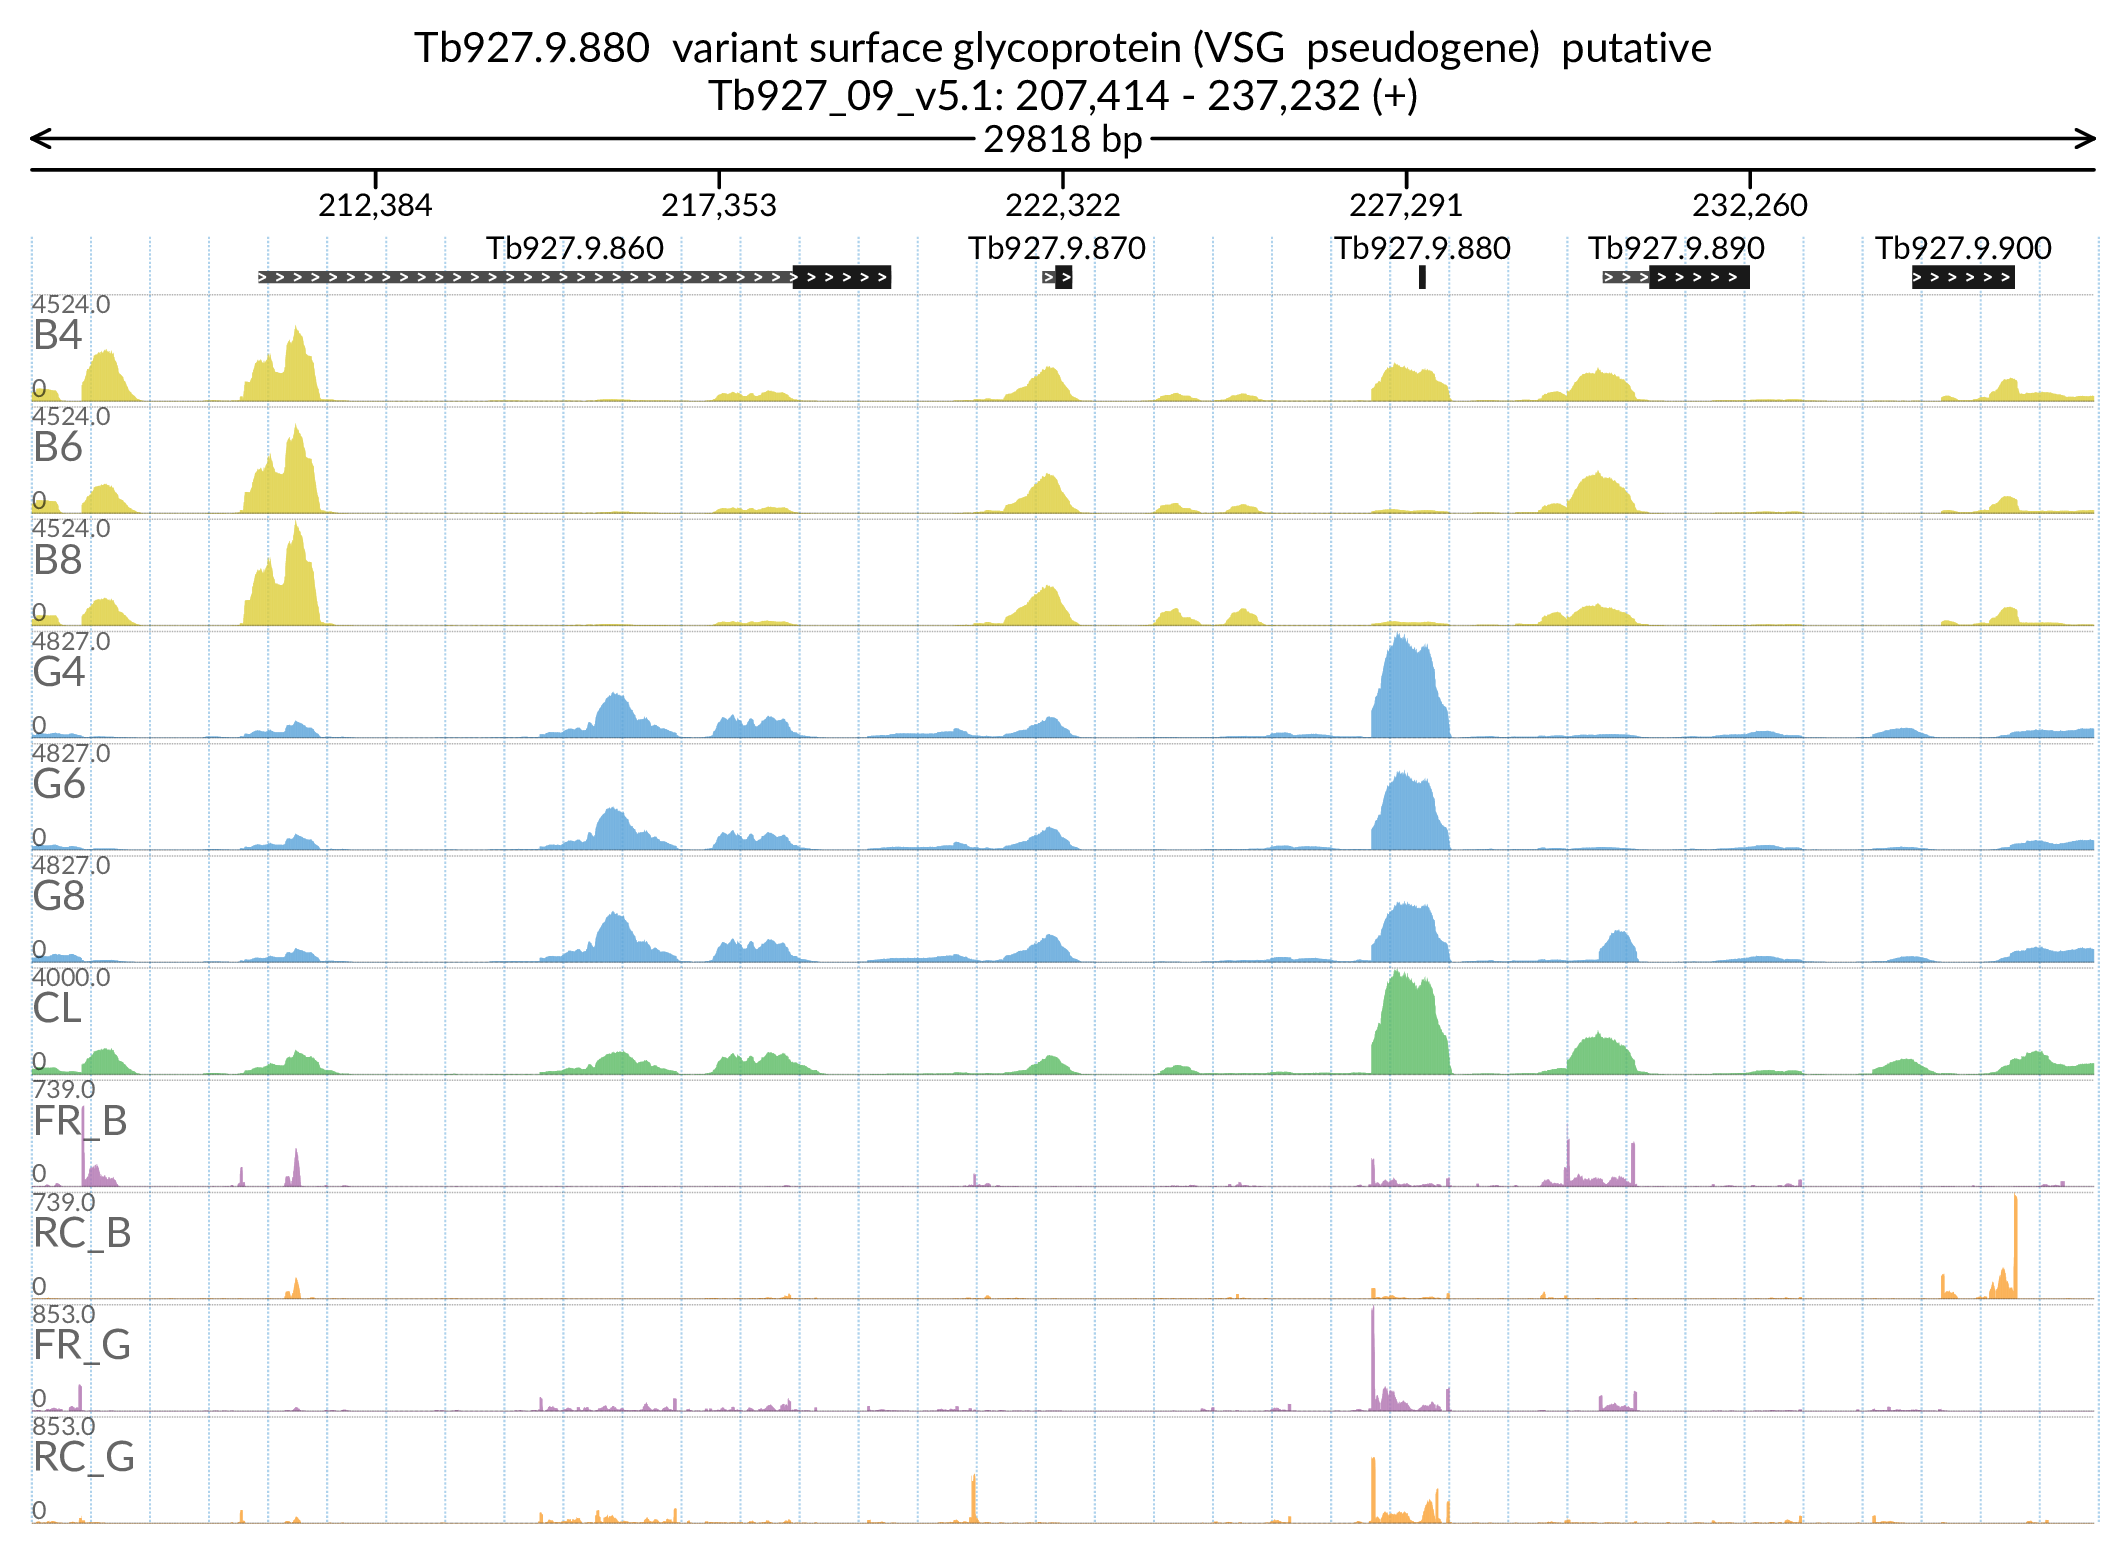 Tb927.9.880  variant surface glycoprotein (VSG  pseudogene)  putative
Tb927_09_v5.1: 207,414 - 237,232 (+)
29818 bp
212,384 217,353 222,322 227,291 232,260
Tb927.9.860 Tb927.9.870 Tb927.9.880 Tb927.9.890 Tb927.9.900
4524.0
B4
0
4524.0
B6
0
4524.0
B8
0
4827.0
G4
0
4827.0
G6
0
4827.0
G8
0
4000.0
CL
0
739.0
FR_B
0
739.0
RC_B
0
853.0
FR_G
0
853.0
RC_G
0